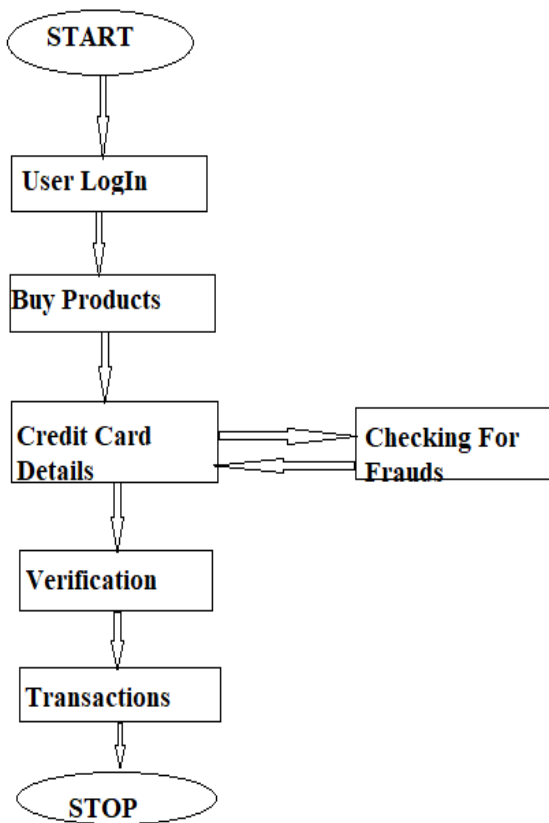 START
User LogIn
Buy Products
Credit Card
Details
Checking For
Frauds
Verification
Transactions
STOP